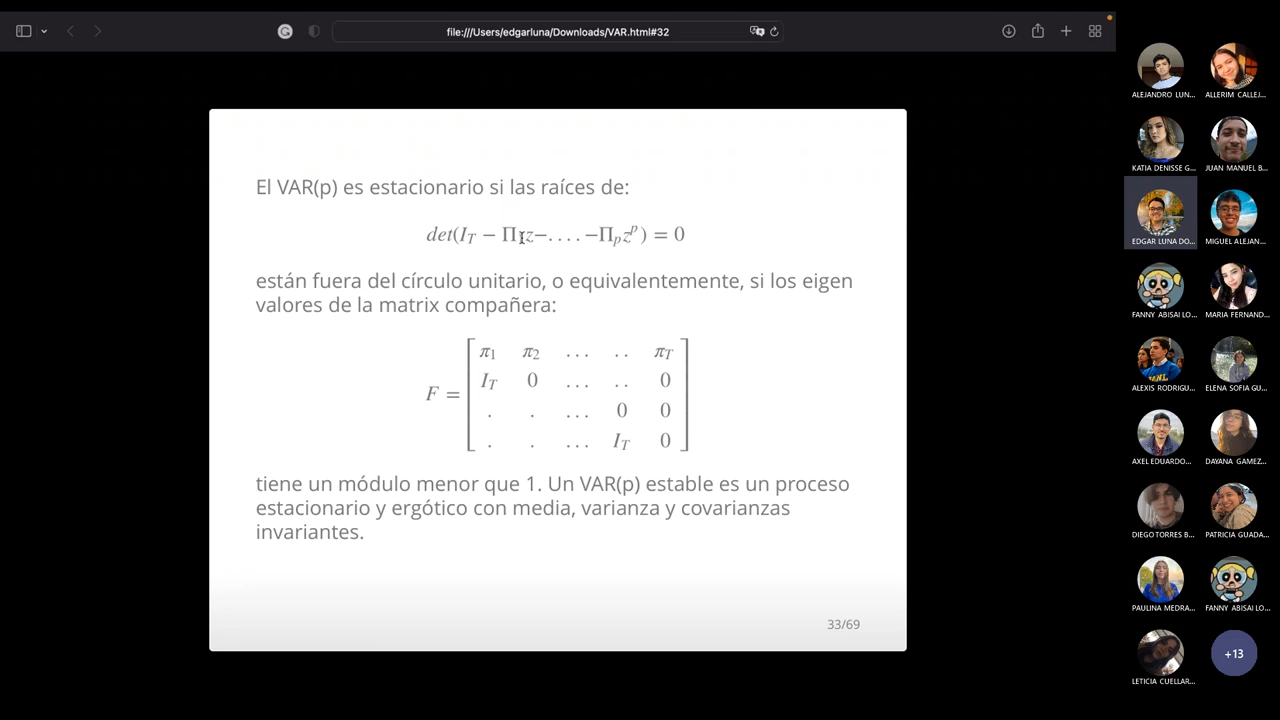 file:///Users/edgarluna/Downloads/VAR.html#32
El VAR(p) es estacionario si las raíces de:
det(I_T − Π_1z−. . . . −Π_pz^p) = 0
están fuera del círculo unitario, o equivalentemente, si los eigen
valores de la matrix compañera:
π_1 π_2 . . . . . π_T
I_T 0 . . . . . 0
F =
. . . . . 0 0
. . . . . I_T 0
tiene un módulo menor que 1. Un VAR(p) estable es un proceso
estacionario y ergótico con media, varianza y covarianzas
invariantes.
33/69
ALEJANDRO LUN...
ALLERIM CALLEJ...
KATIA DENISSE G...
JUAN MANUEL B...
EDGAR LUNA DO...
MIGUEL ALEJAN...
FANNY ABISAI LO...
MARIA FERNAND...
ALEXIS RODRIGU...
ELENA SOFIA GU...
AXEL EDUARDO...
DAYANA GAMEZ...
DIEGO TORRES B...
PATRICIA GUADA...
PAULINA MEDRA...
FANNY ABISAI LO...
LETICIA CUELLAR...
+13